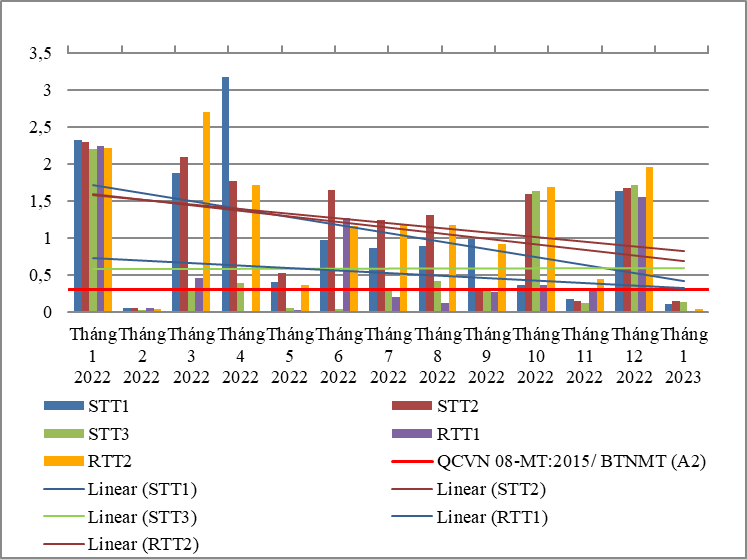 3,5
3
2,5
2
1,5
1
0,5
0
Tháng Tháng Tháng Tháng Tháng Tháng Tháng Tháng Tháng Tháng Tháng Tháng Tháng
1 2 3 4 5 6 7 8 9 10 11 12 1
2022 2022 2022 2022 2022 2022 2022 2022 2022 2022 2022 2022 2023
STT1 STT2
STT3 RTT1
RTT2 QCVN 08-MT:2015/ BTNMT (A2)
Linear (STT1) Linear (STT2)
Linear (STT3) Linear (RTT1)
Linear (RTT2)